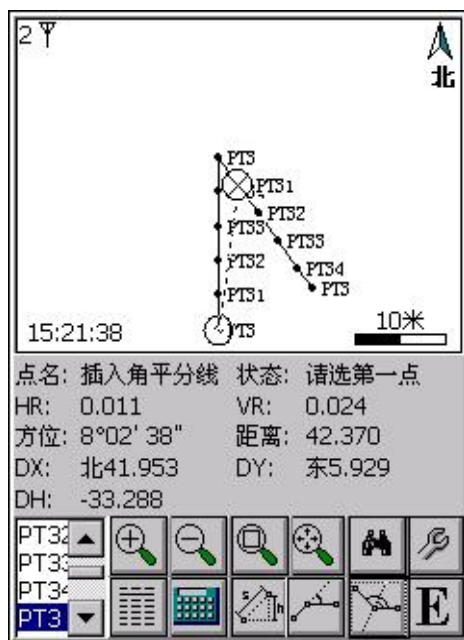 2
北
PT3
PT31
PT32
PT33
PT33
PT32
PT34
PT31
PT3
PT3
15:21:38
10米
点名: 插入角平分线 状态: 请选第一点
HR: 0.011 VR: 0.024
方位: 8°02'38" 距离: 42.370
DX: 北41.953 DY: 东5.929
DH: -33.288
PT32
PT33
PT34
PT3
s h
E